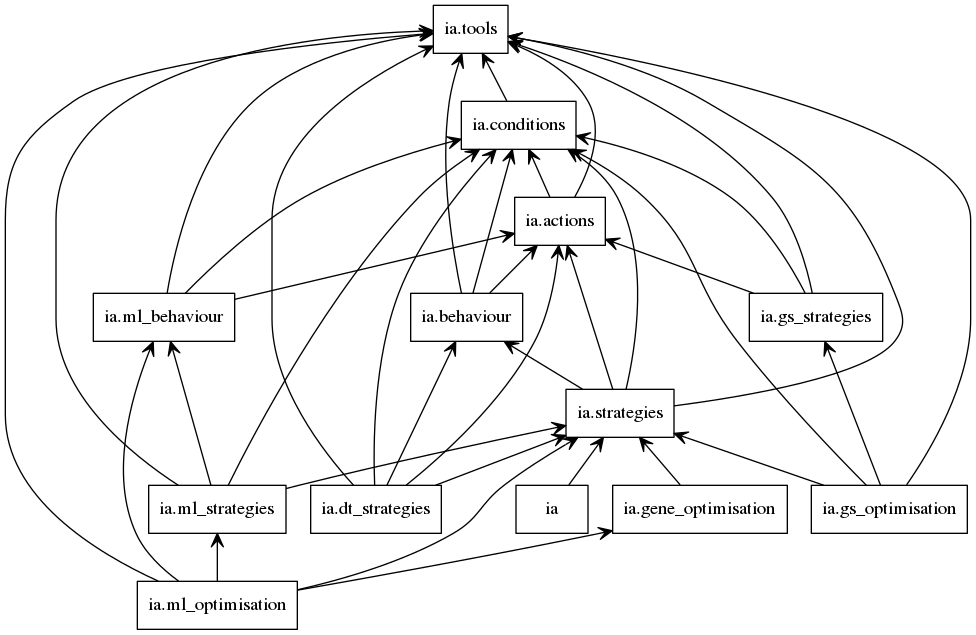 ia.tools
ia.conditions
ia.actions
ia.ml_behaviour
ia.behaviour
ia.gs_strategies
ia.strategies
ia.ml_strategies
ia.dt_strategies
ia
ia.gene_optimisation
ia.gs_optimisation
ia.ml_optimisation